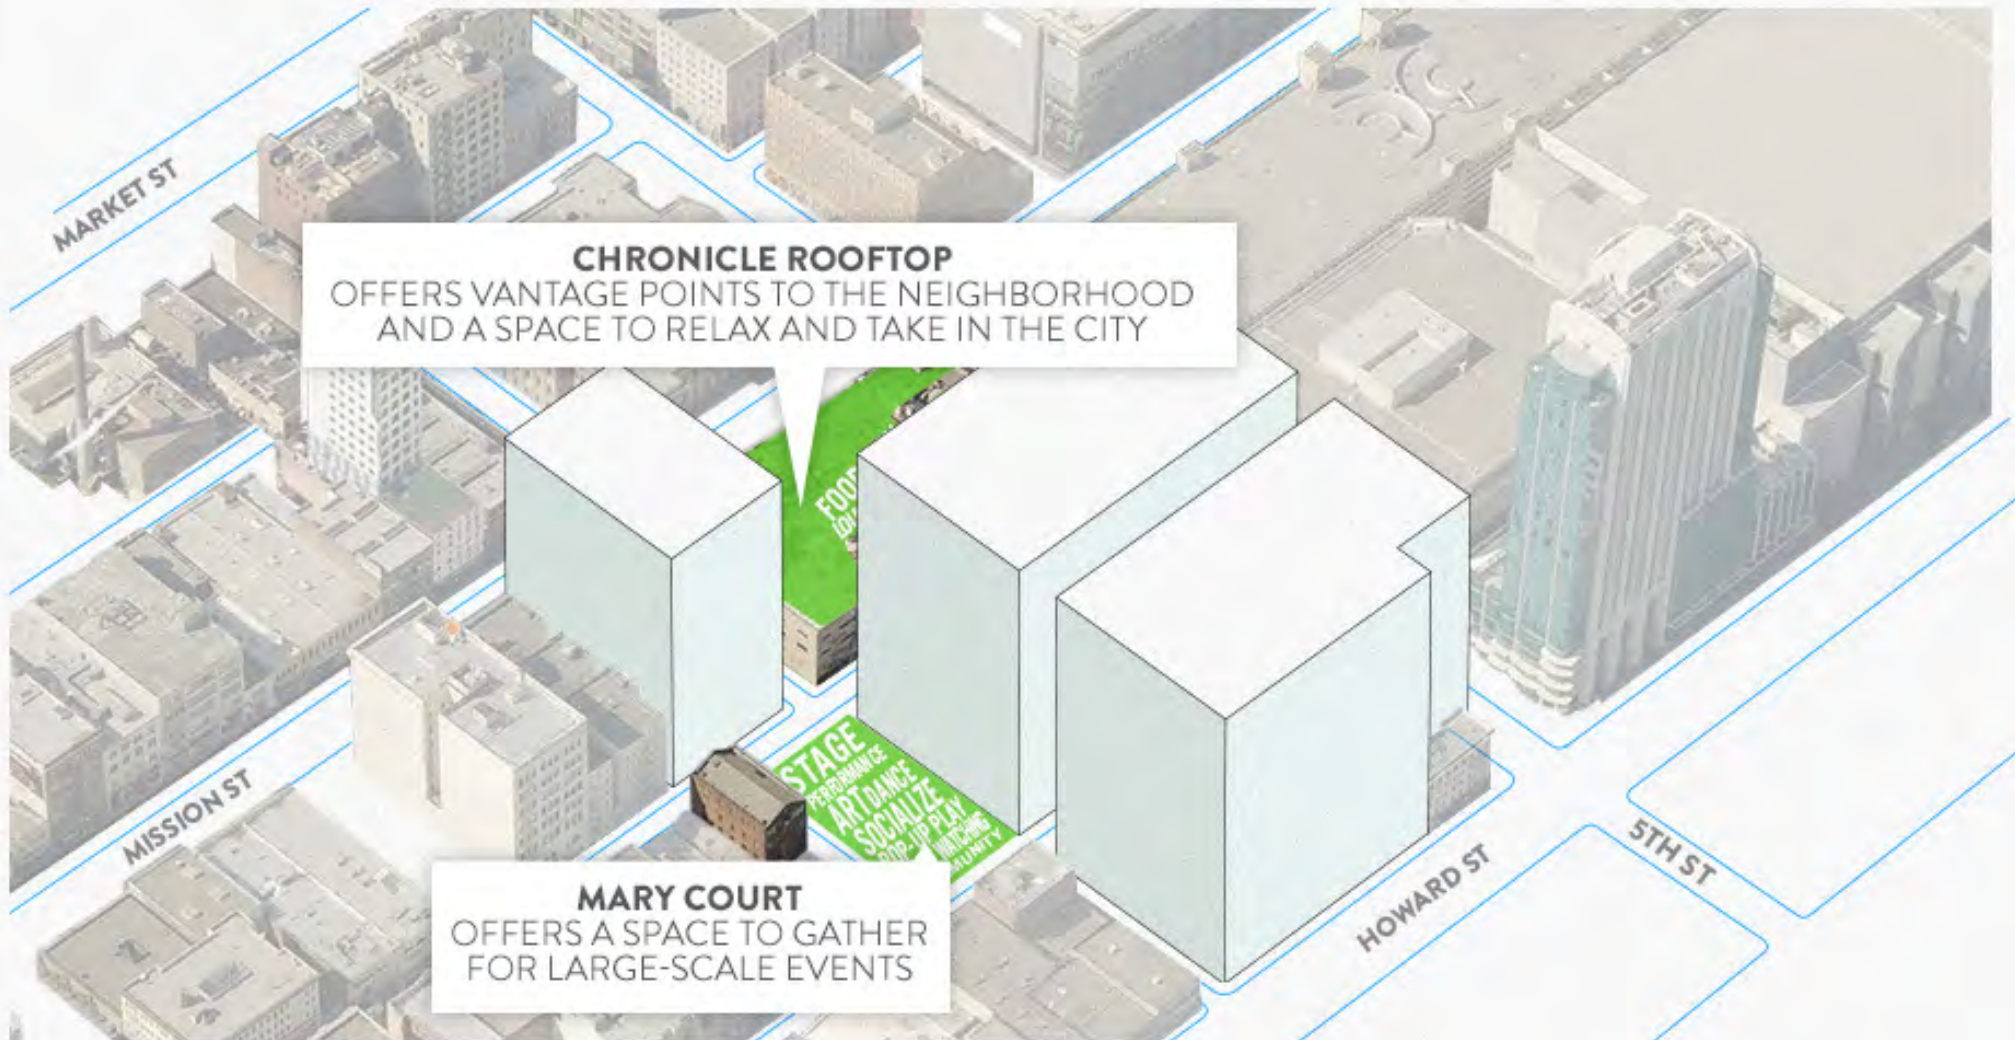 MARKET ST
CHRONICLE ROOFTOP
OFFERS VANTAGE POINTS TO THE NEIGHBORHOOD
AND A SPACE TO RELAX AND TAKE IN THE CITY
STAGE
PERFORMANCE
ART DANCE
SOCIALIZE
POP-UP PLAY
WATCHING
MISSION ST
MARY COURT
OFFERS A SPACE TO GATHER
FOR LARGE-SCALE EVENTS
HOWARD ST
5TH ST